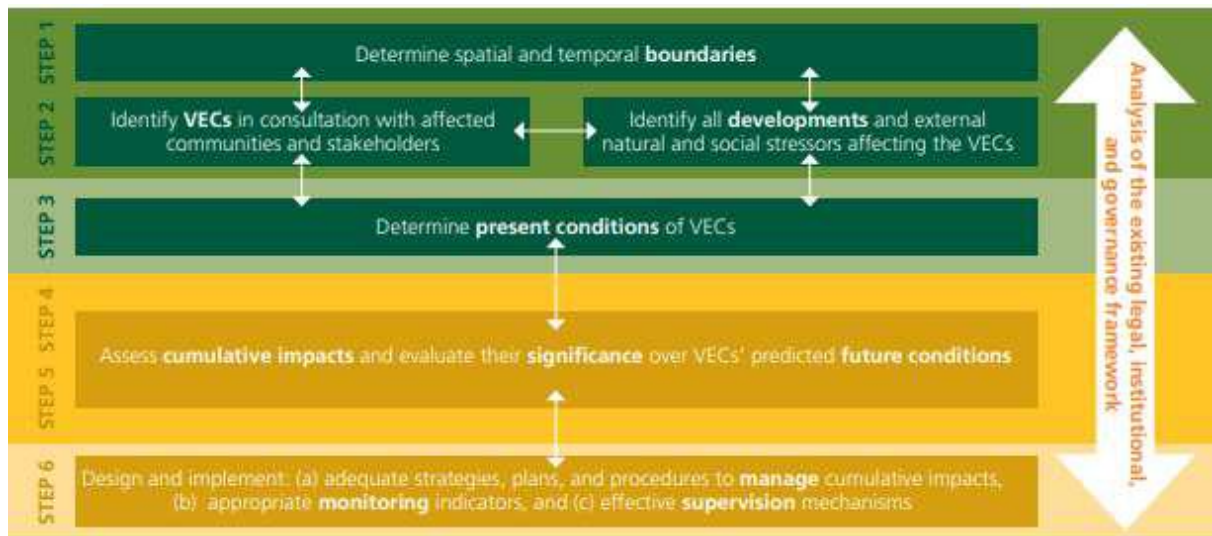 STEP 1
Determine spatial and temporal boundaries
STEP 2
Identify VECs in consultation with affected
communities and stakeholders
Identify all developments and external
natural and social stressors affecting the VECs
STEP 3
Determine present conditions of VECs
STEP 4
STEP 5
Assess cumulative impacts and evaluate their significance over VECs' predicted future conditions
STEP 6
Design and implement: (a) adequate strategies, plans, and procedures to manage cumulative impacts,
(b) appropriate monitoring indicators, and (c) effective supervision mechanisms
Analysis of the existing legal, institutional,
and governance framework